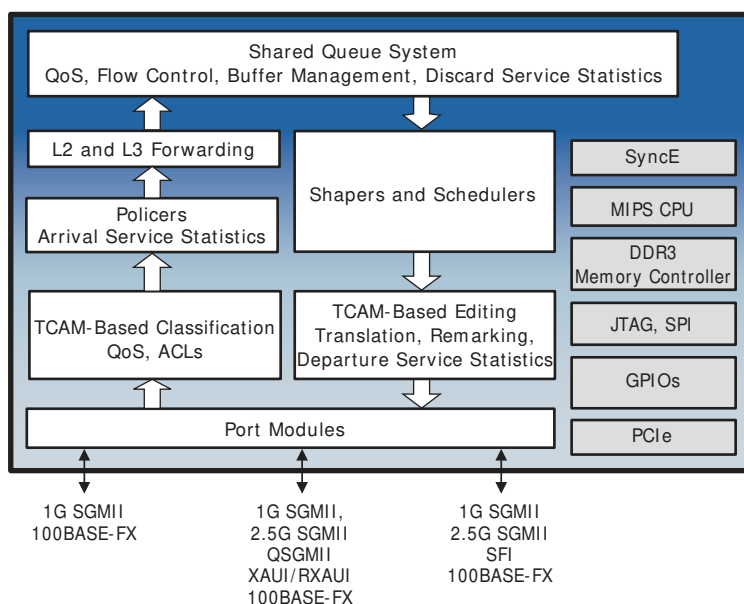 Shared Queue System
QoS, Flow Control, Buffer Management, Discard Service Statistics
L2 and L3 Forwarding
Policers
Arrival Service Statistics
TCAM-Based Classification
QoS, ACLs
Shapers and Schedulers
TCAM-Based Editing
Translation, Remarking,
Departure Service Statistics
Port Modules
SyncE
MIPS CPU
DDR3
Memory Controller
JTAG, SPI
GPIOs
PCIe
1G SGMII
100BASE-FX
1G SGMII,
2.5G SGMII
QSGMII
XAUI/RXAUI
100BASE-FX
1G SGMII
2.5G SGMII
SFI
100BASE-FX